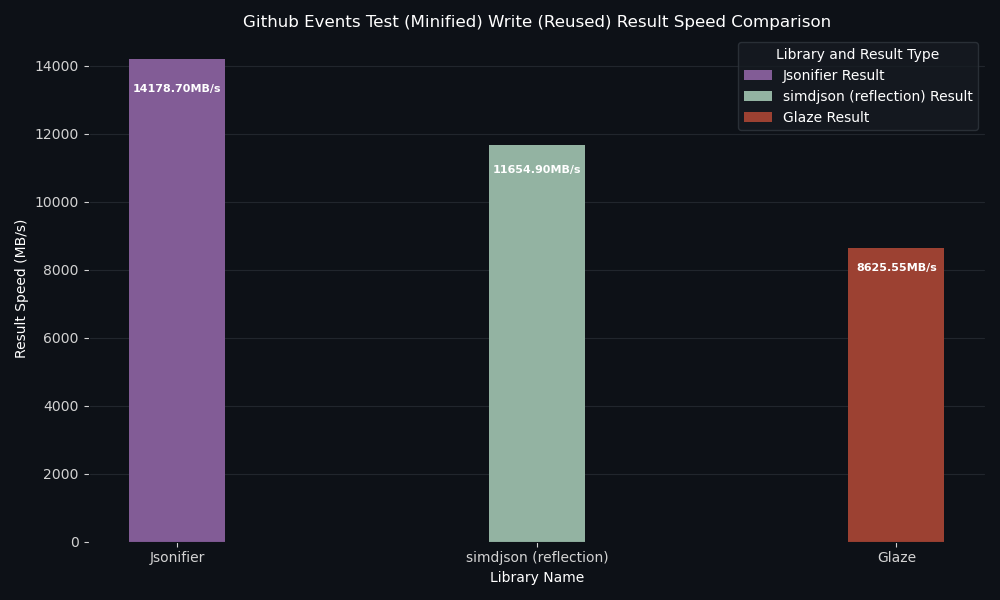 Github Events Test (Minified) Write (Reused) Result Speed Comparison
Library and Result Type
Jsonifier Result
simdjson (reflection) Result
Glaze Result
Result Speed (MB/s)
14000
12000
10000
8000
6000
4000
2000
0
14178.70MB/s
11654.90MB/s
8625.55MB/s
Jsonifier
simdjson (reflection)
Glaze
Library Name